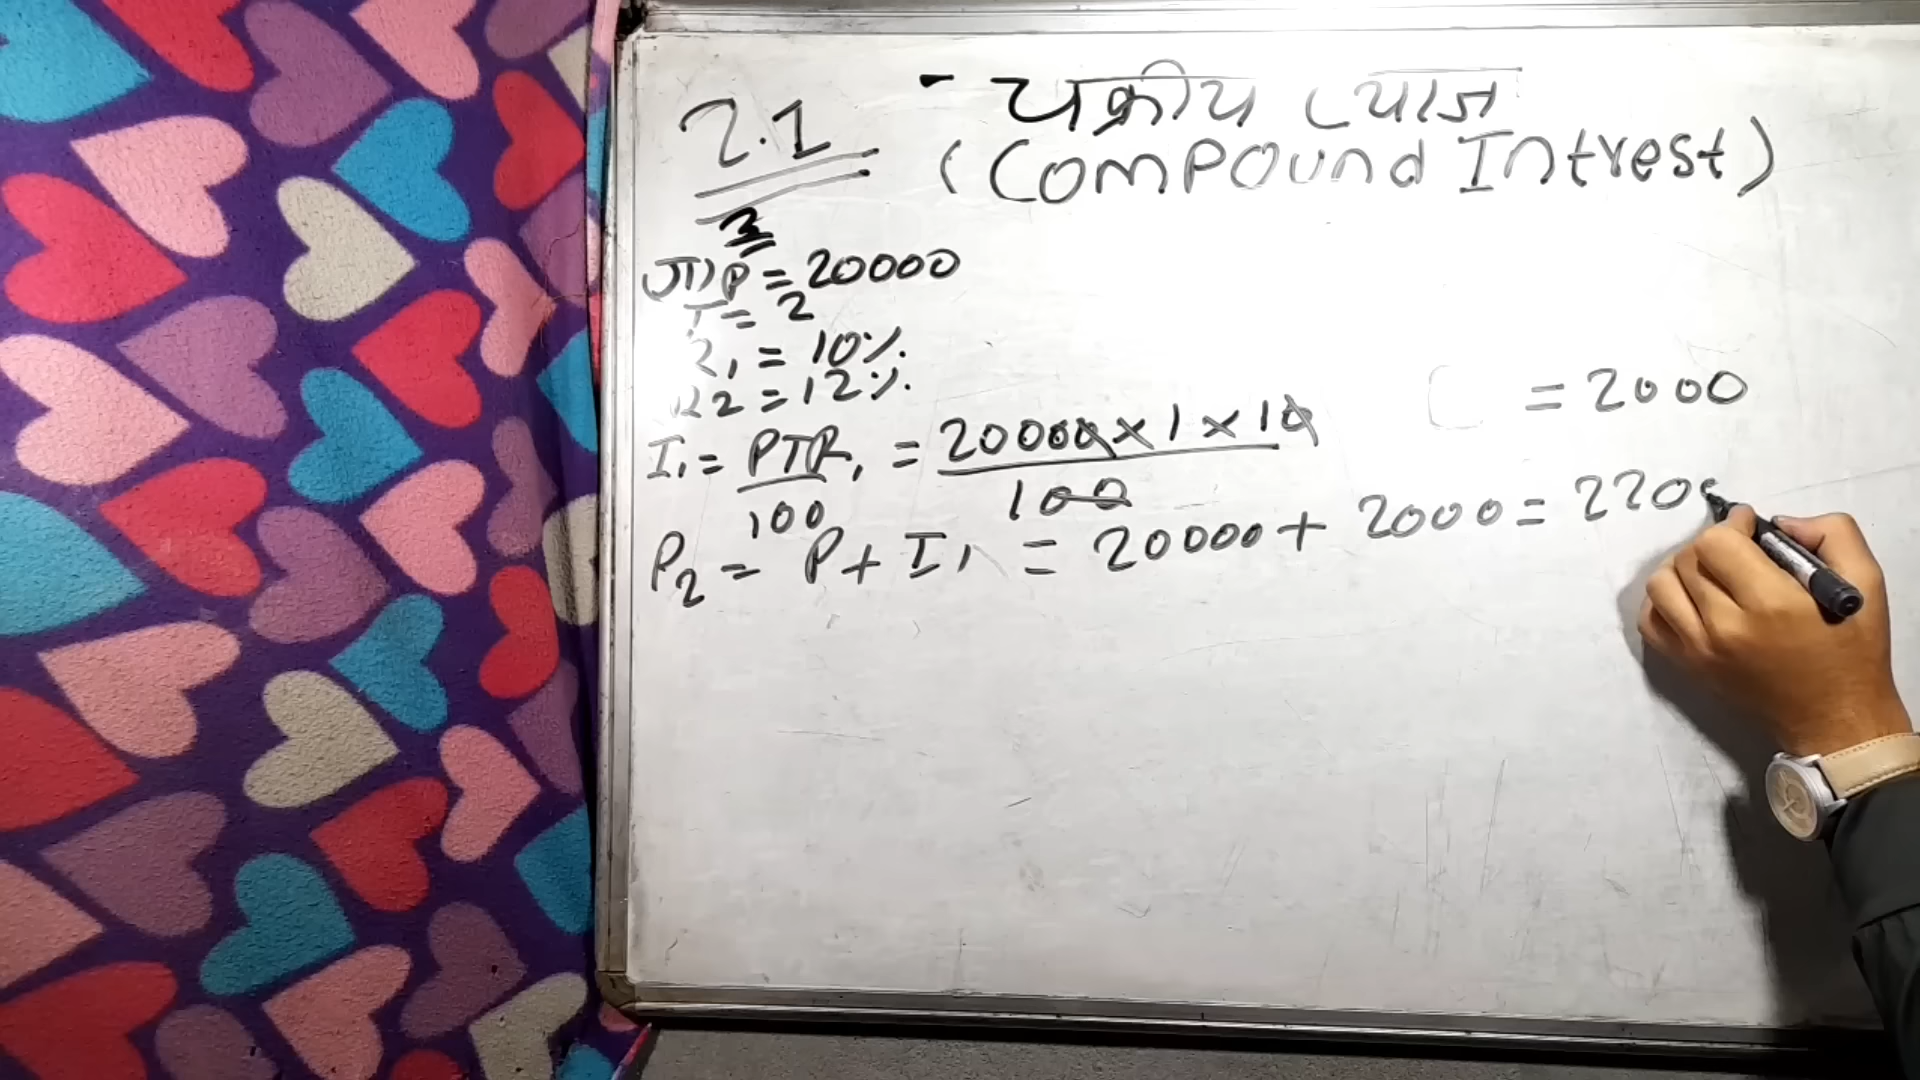 2.1 - चक्रीय ब्याज
(Compound Intrest)
3
P = 20000
T = 2
R1 = 10%
R2 = 12%
I1 = PTR1 / 100 = 20000 x 1 x 10 / 100 = 2000
P2 = P + I1 = 20000 + 2000 = 2200